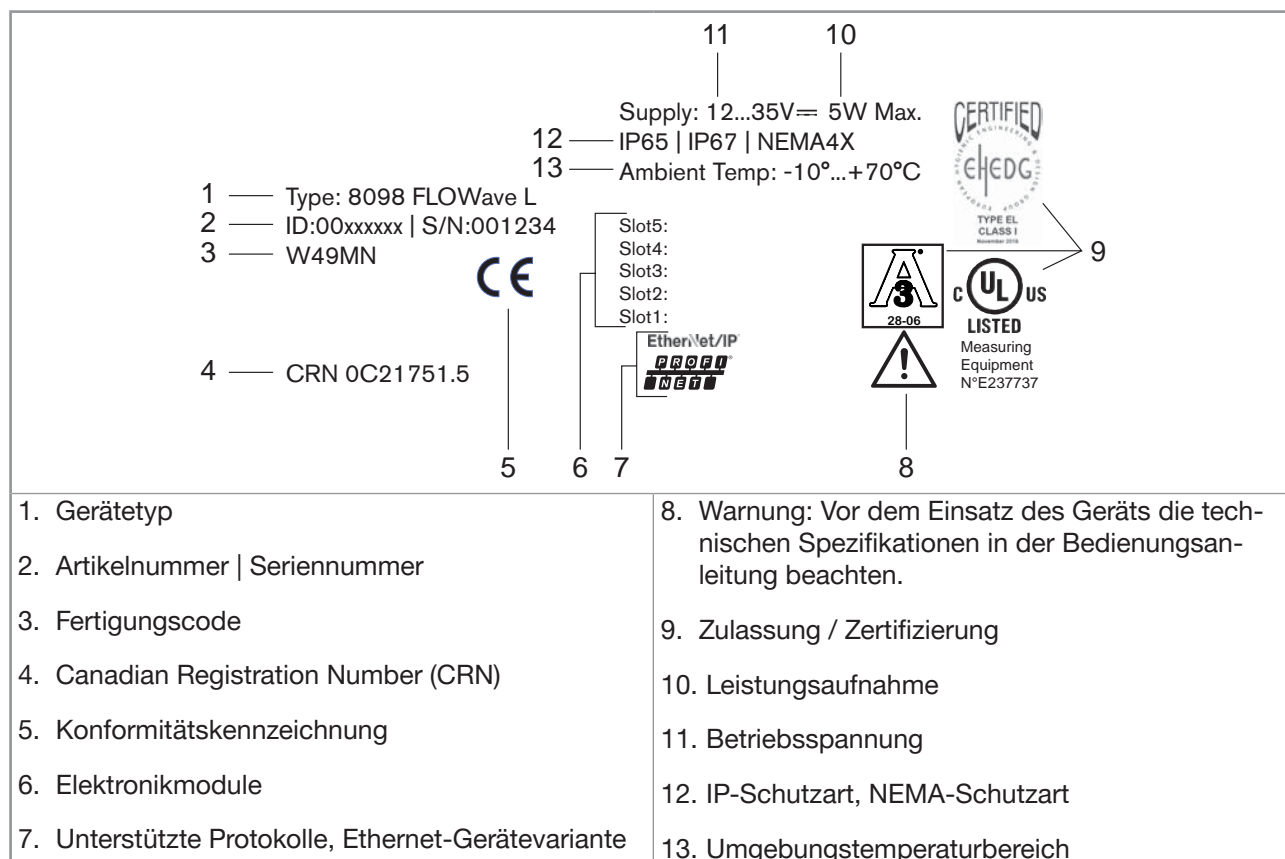 11 10
Supply: 12...35V⎓ 5W Max.
12 IP65 | IP67 | NEMA4X
13 Ambient Temp: -10°...+70°C
1 Type: 8098 FLOWave L
2 ID:00xxxxxx | S/N:001234
3 W49MN
4 CRN 0C21751.5
CE
Slot5:
Slot4:
Slot3:
Slot2:
Slot1:
EtherNet/IP
PROFI
NET
CERTIFIED
EHEDG
TYPE EL
CLASS I
November 2018
9
A
3
28-06
C UL US
LISTED
Measuring
Equipment
N°E237737
5 6 7 8
1. Gerätetyp
2. Artikelnummer | Seriennummer
3. Fertigungscode
4. Canadian Registration Number (CRN)
5. Konformitätskennzeichnung
6. Elektronikmodule
7. Unterstützte Protokolle, Ethernet-Gerätevariante
8. Warnung: Vor dem Einsatz des Geräts die tech-
nischen Spezifikationen in der Bedienungsan-
leitung beachten.
9. Zulassung / Zertifizierung
10. Leistungsaufnahme
11. Betriebsspannung
12. IP-Schutzart, NEMA-Schutzart
13. Umgebungstemperaturbereich